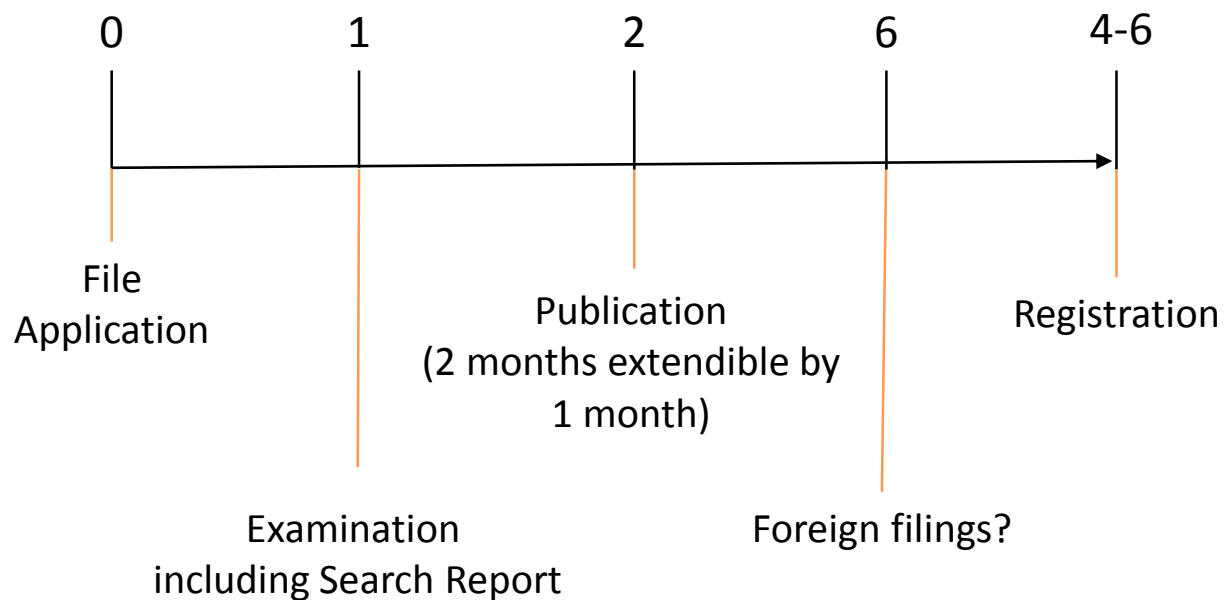 0
1
2
6
4-6
File
Application
Publication
(2 months extendible by
1 month)
Registration
Examination
including Search Report
Foreign filings?